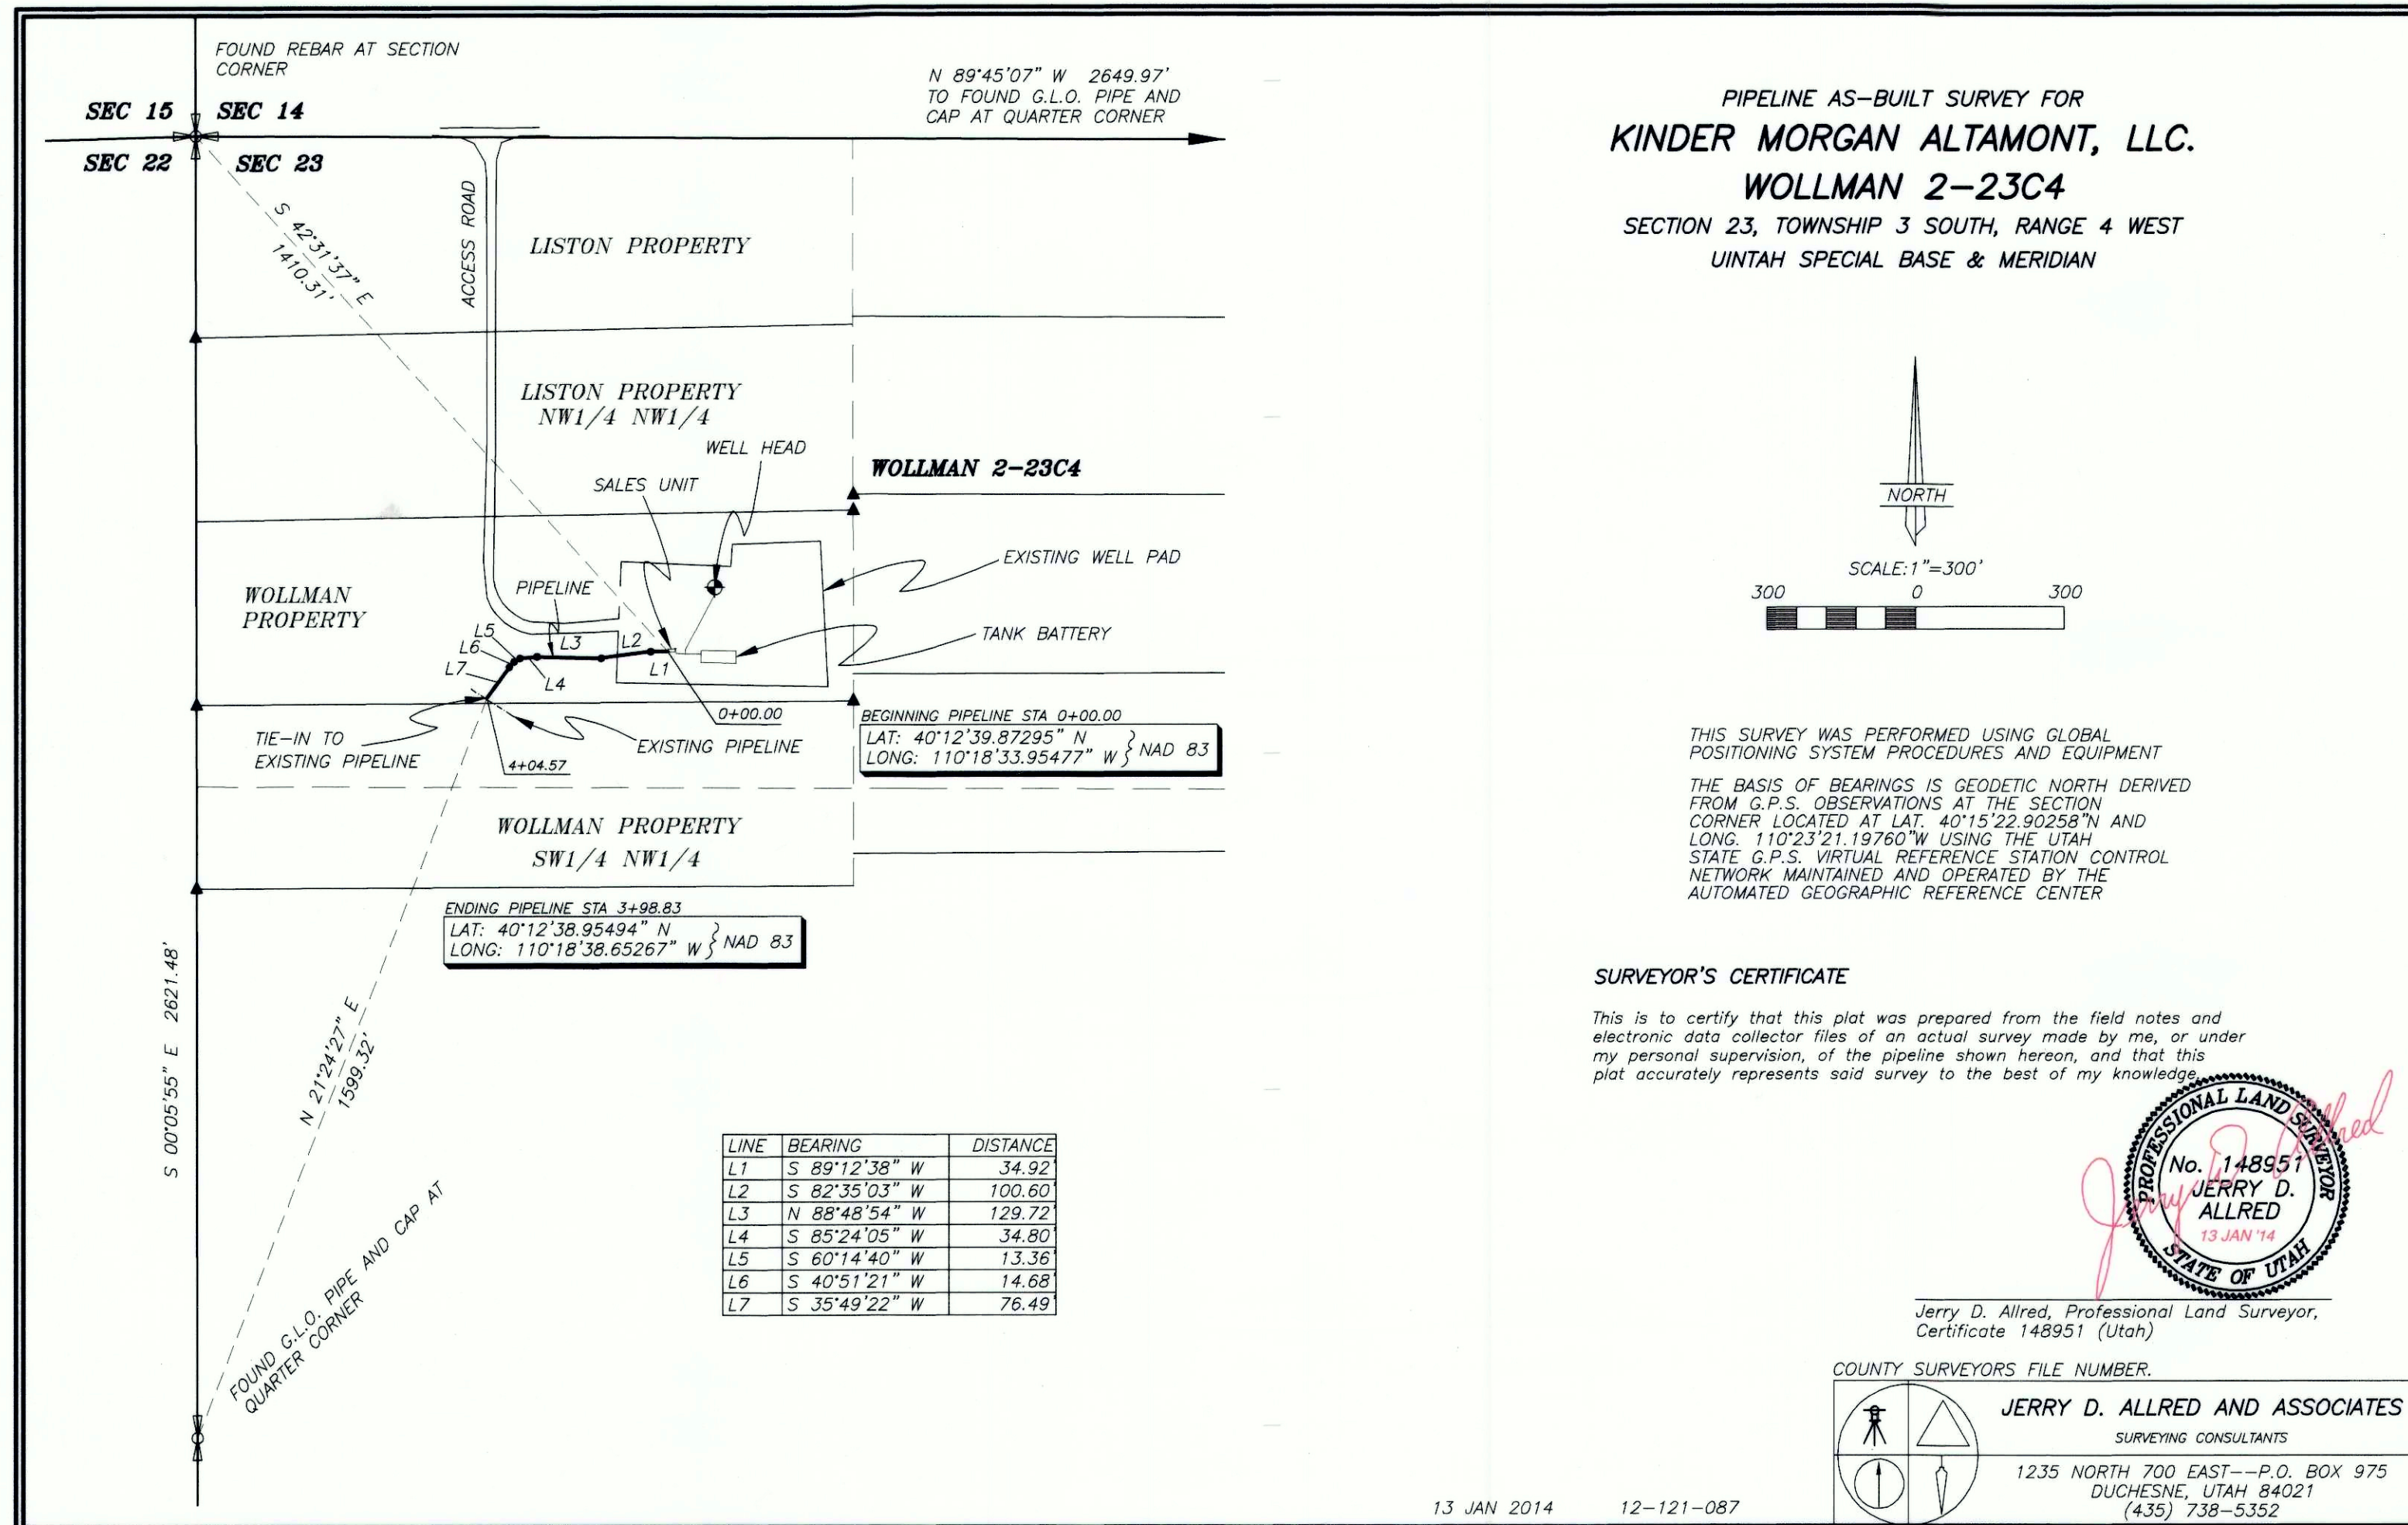 FOUND REBAR AT SECTION
CORNER
N 89°45'07" W 2649.97'
TO FOUND G.L.O. PIPE AND
CAP AT QUARTER CORNER
SEC 15
SEC 14
SEC 22
SEC 23
S 42°31'37" E
1410.31'
ACCESS ROAD
LISTON PROPERTY
LISTON PROPERTY
NW1/4 NW1/4
WELL HEAD
SALES UNIT
WOLLMAN 2-23C4
EXISTING WELL PAD
WOLLMAN
PROPERTY
PIPELINE
TANK BATTERY
L5
L6
L7
L3
L4
L2
L1
0+00.00
TIE-IN TO
EXISTING PIPELINE
EXISTING PIPELINE
4+04.57
BEGINNING PIPELINE STA 0+00.00
LAT: 40°12'39.87295" N
LONG: 110°18'33.95477" W
NAD 83
WOLLMAN PROPERTY
SW1/4 NW1/4
ENDING PIPELINE STA 3+98.83
LAT: 40°12'38.95494" N
LONG: 110°18'38.65267" W
NAD 83
S 00°05'55" E 2621.48'
N 21°24'27" E
1599.32'
FOUND G.L.O. PIPE AND CAP AT
QUARTER CORNER
LINE BEARING DISTANCE
L1 S 89°12'38" W 34.92'
L2 S 82°35'03" W 100.60'
L3 N 88°48'54" W 129.72'
L4 S 85°24'05" W 34.80'
L5 S 60°14'40" W 13.36'
L6 S 40°51'21" W 14.68'
L7 S 35°49'22" W 76.49'
PIPELINE AS-BUILT SURVEY FOR
KINDER MORGAN ALTAMONT, LLC.
WOLLMAN 2-23C4
SECTION 23, TOWNSHIP 3 SOUTH, RANGE 4 WEST
UINTAH SPECIAL BASE & MERIDIAN
NORTH
SCALE: 1"=300'
300 0 300
THIS SURVEY WAS PERFORMED USING GLOBAL
POSITIONING SYSTEM PROCEDURES AND EQUIPMENT
THE BASIS OF BEARINGS IS GEODETIC NORTH DERIVED
FROM G.P.S. OBSERVATIONS AT THE SECTION
CORNER LOCATED AT LAT. 40°15'22.90258"N AND
LONG. 110°23'21.19760"W USING THE UTAH
STATE G.P.S. VIRTUAL REFERENCE STATION CONTROL
NETWORK MAINTAINED AND OPERATED BY THE
AUTOMATED GEOGRAPHIC REFERENCE CENTER
SURVEYOR'S CERTIFICATE
This is to certify that this plat was prepared from the field notes and
electronic data collector files of an actual survey made by me, or under
my personal supervision, of the pipeline shown hereon, and that this
plat accurately represents said survey to the best of my knowledge.
PROFESSIONAL LAND SURVEYOR
No. 148951
JERRY D.
ALLRED
13 JAN '14
STATE OF UTAH
Jerry D Allred
Jerry D. Allred, Professional Land Surveyor,
Certificate 148951 (Utah)
COUNTY SURVEYORS FILE NUMBER.
JERRY D. ALLRED AND ASSOCIATES
SURVEYING CONSULTANTS
1235 NORTH 700 EAST--P.O. BOX 975
DUCHESNE, UTAH 84021
(435) 738-5352
13 JAN 2014 12-121-087